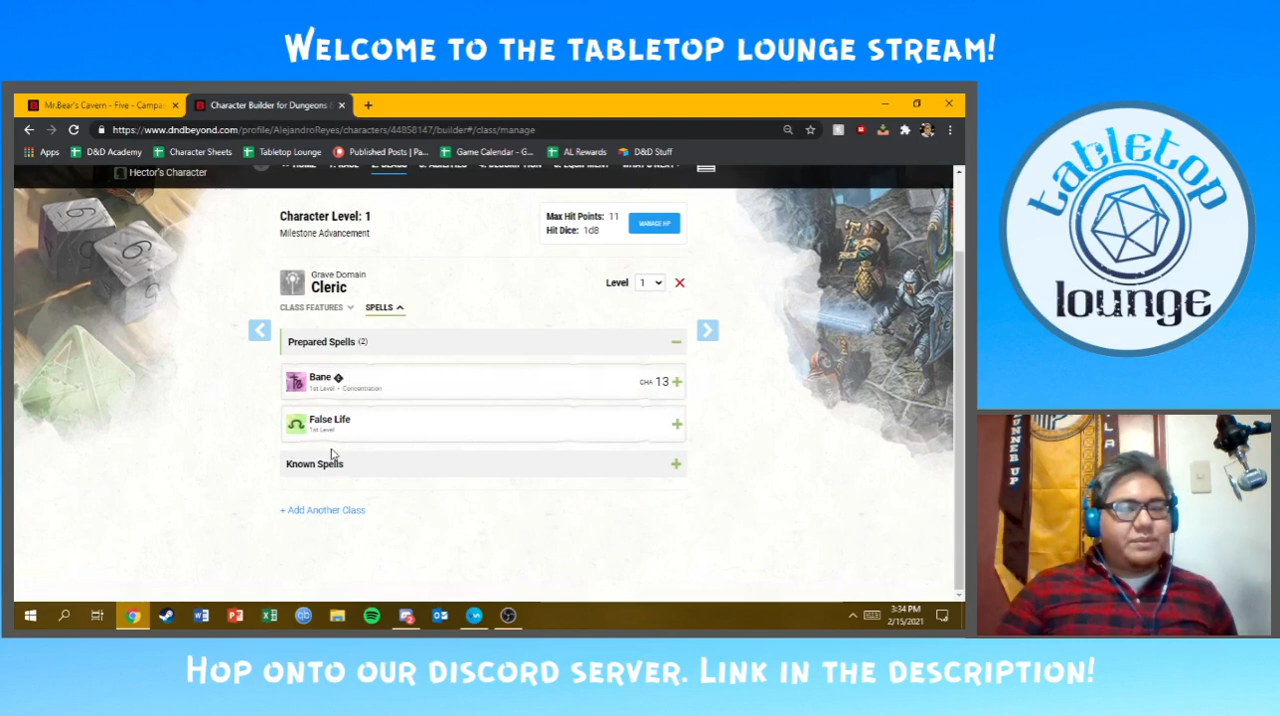 WELCOME TO THE TABLETOP LOUNGE STREAM!
Mr.Bear's Cavern - Five - Campa
Character Builder for Dungeons
https://www.dndbeyond.com/profile/AlejandroReyes/characters/44858147/builder#/class/manage
Apps D&D Academy Character Sheets Tabletop Lounge Published Posts | Pa... Game Calendar - G... AL Rewards D&D Stuff
Hector's Character
Character Level: 1
Milestone Advancement
Max Hit Points: 11
Hit Dice: 1d8
MANAGE HP
Grave Domain
Cleric
Level 1
CLASS FEATURES SPELLS
Prepared Spells (2)
Bane
1st Level • Concentration
CHA 13
False Life
1st Level
Known Spells
+ Add Another Class
3:34 PM
2/15/2021
tabletop
lounge
RUNNER UP
HOP ONTO OUR DISCORD SERVER. LINK IN THE DESCRIPTION!